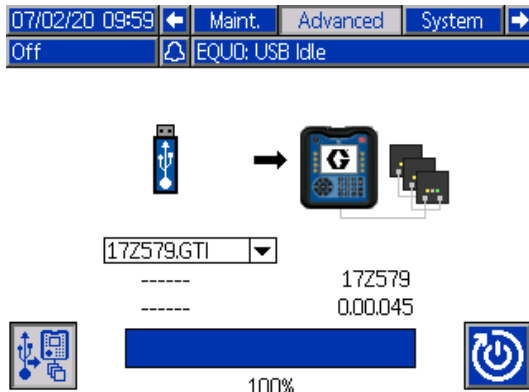 07/02/20 09:59 Maint. Advanced System
Off EQU0: USB Idle
G
17Z579.GTI
------ 17Z579
------ 0.00.045
100%